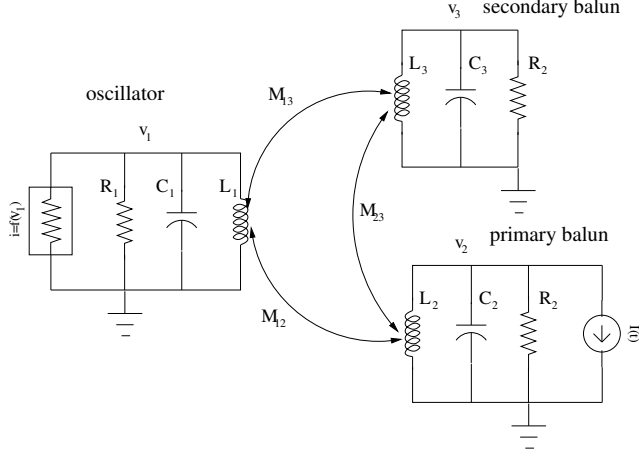 v3 secondary balun
L3 C3 R2
oscillator
M13
v1
i=f(v1)
R1 C1 L1
M23
primary balun
v2
M12
L2 C2 R2
I(t)